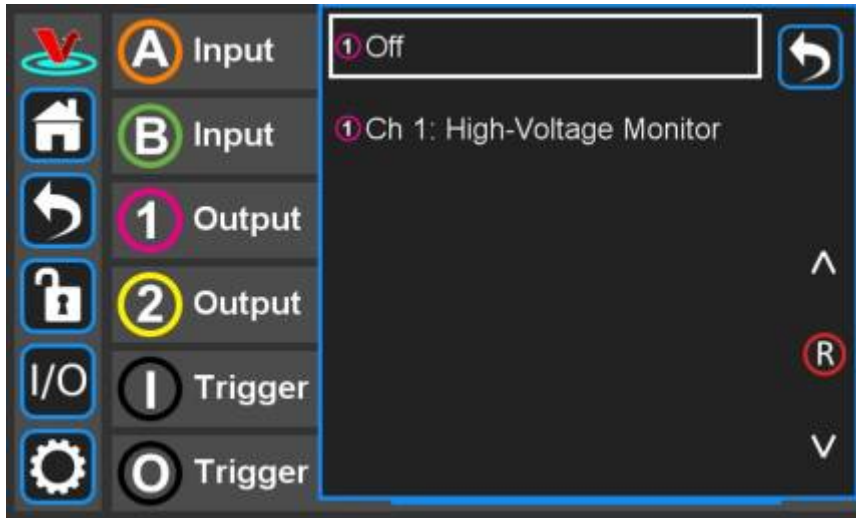 A Input
B Input
1 Output
2 Output
I/O
I Trigger
O Trigger
① Off
① Ch 1: High-Voltage Monitor
R